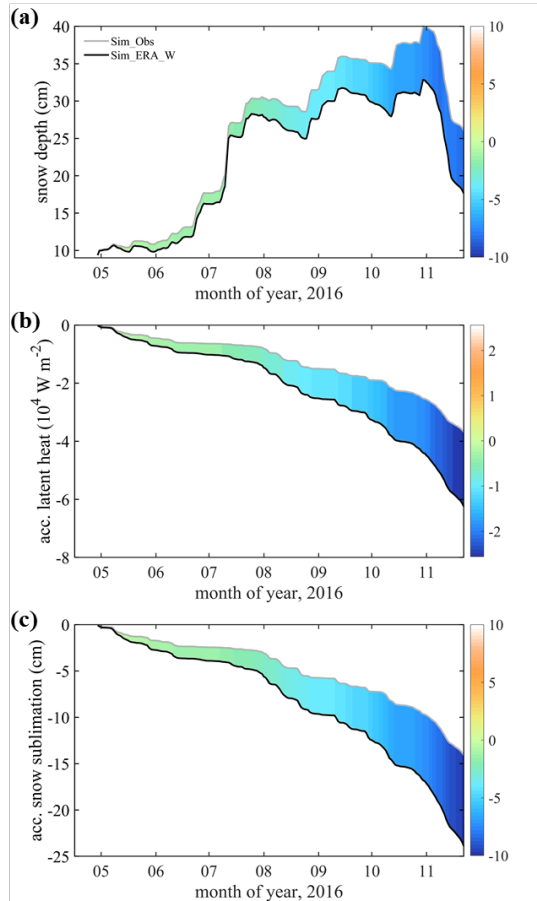 (a)
Sim_Obs
Sim_ERA_W
40
35
30
25
20
15
10
snow depth (cm)
05 06 07 08 09 10 11
month of year, 2016
10
5
0
-5
-10
(b)
0
-2
-4
-6
-8
acc. latent heat (10⁴ W m⁻²)
05 06 07 08 09 10 11
month of year, 2016
2
1
0
-1
-2
(c)
0
-5
-10
-15
-20
-25
acc. snow sublimation (cm)
05 06 07 08 09 10 11
month of year, 2016
10
5
0
-5
-10